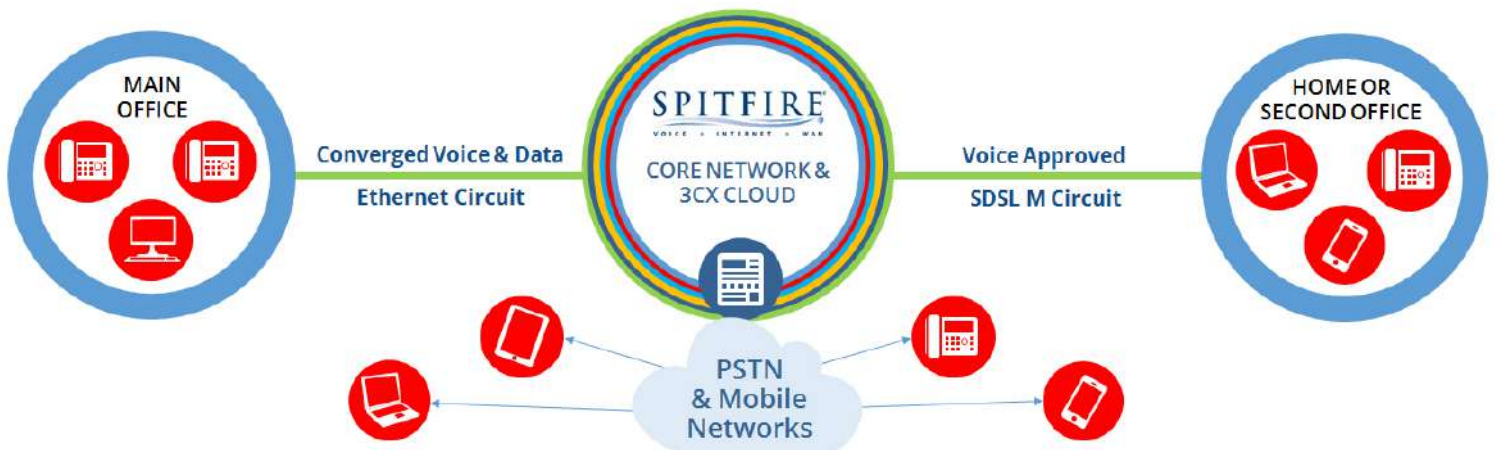 MAIN
OFFICE
Converged Voice & Data
Ethernet Circuit
SPITFIRE
VOICE + INTERNET + WAN
CORE NETWORK &
3CX CLOUD
Voice Approved
SDSL M Circuit
HOME OR
SECOND OFFICE
PSTN
& Mobile
Networks